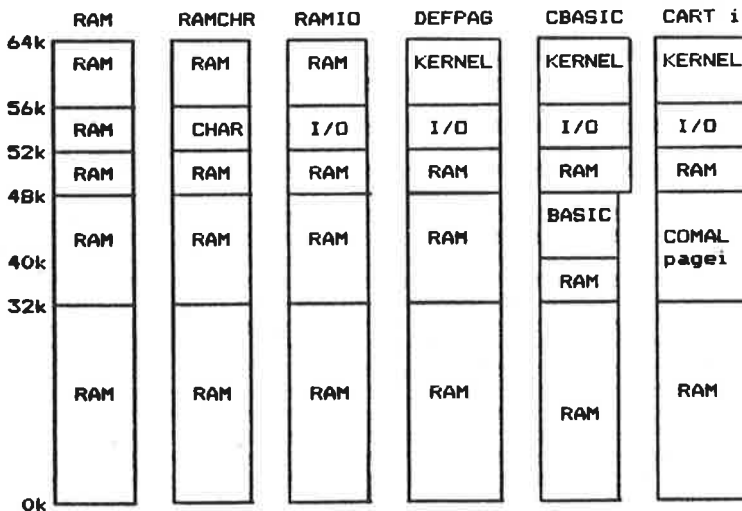 RAM RAMCHR RAMIO DEFPAG CBASIC CART i
64k
RAM RAM RAM KERNEL KERNEL KERNEL
56k
RAM CHAR I/O I/O I/O I/O
52k
RAM RAM RAM RAM RAM RAM
48k
BASIC
RAM RAM RAM RAM COMAL
40k pagei
RAM
32k
RAM RAM RAM RAM RAM
RAM
0k